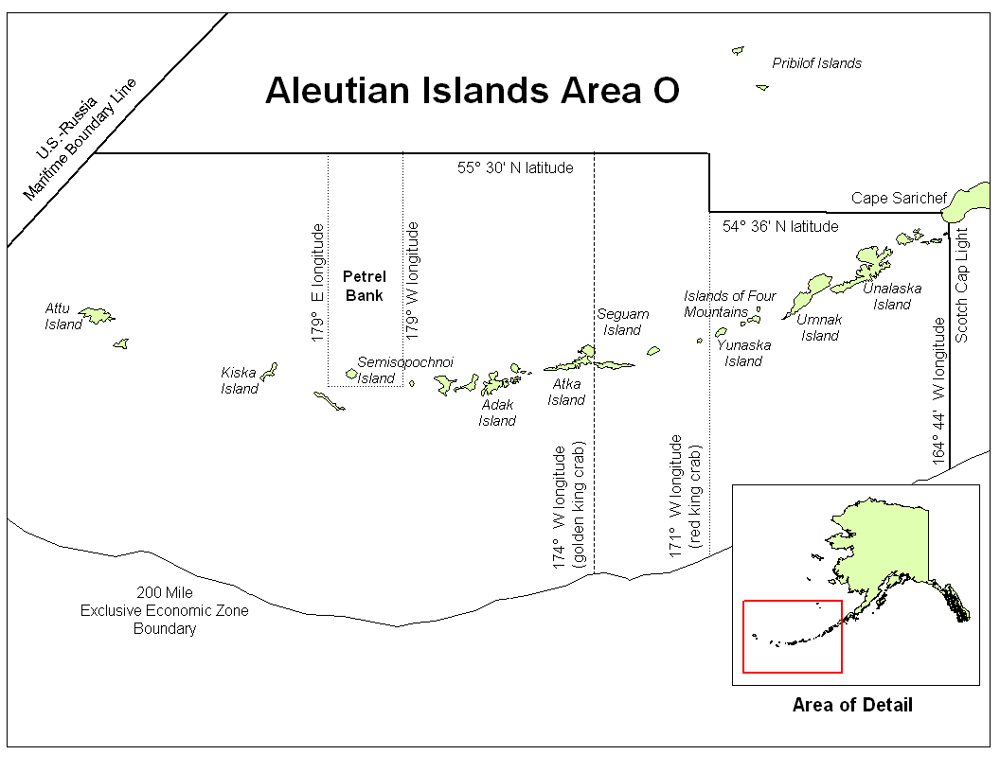 Pribilof Islands
Aleutian Islands Area O
U.S.-Russia
Maritime Boundary Line
55° 30' N latitude
Cape Sarichef
54° 36' N latitude
Scotch Cap Light
179° E longitude
179° W longitude
Petrel
Bank
Attu
Island
Kiska
Island
Semisopochnoi
Island
Adak
Island
Atka
Island
Seguam
Island
Islands of Four
Mountains
Yunaska
Island
Umnak
Island
Unalaska
Island
164° 44' W longitude
174° W longitude
(golden king crab)
171° W longitude
(red king crab)
200 Mile
Exclusive Economic Zone
Boundary
Area of Detail